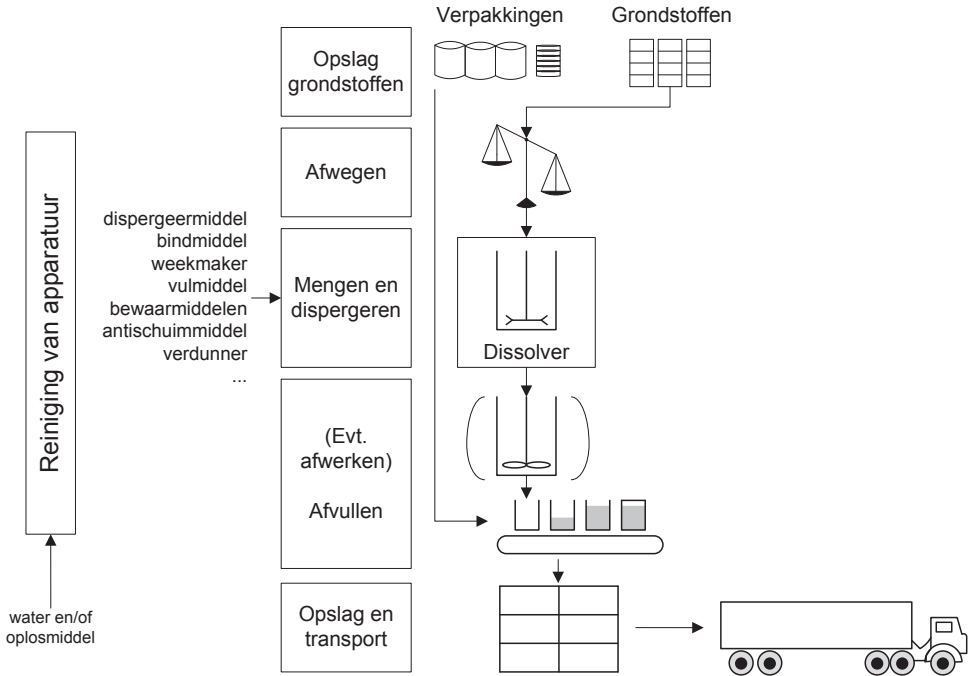 Verpakkingen
Grondstoffen
Opslag
grondstoffen
Afwegen
dispergeermiddel
bindmiddel
weekmaker
vulmiddel
bewaarmiddelen
antischuimmiddel
verdunner
...
Mengen en
dispergeren
Dissolver
(Evt.
afwerken)
Afvullen
Opslag en
transport
Reiniging van apparatuur
water en/of
oplosmiddel